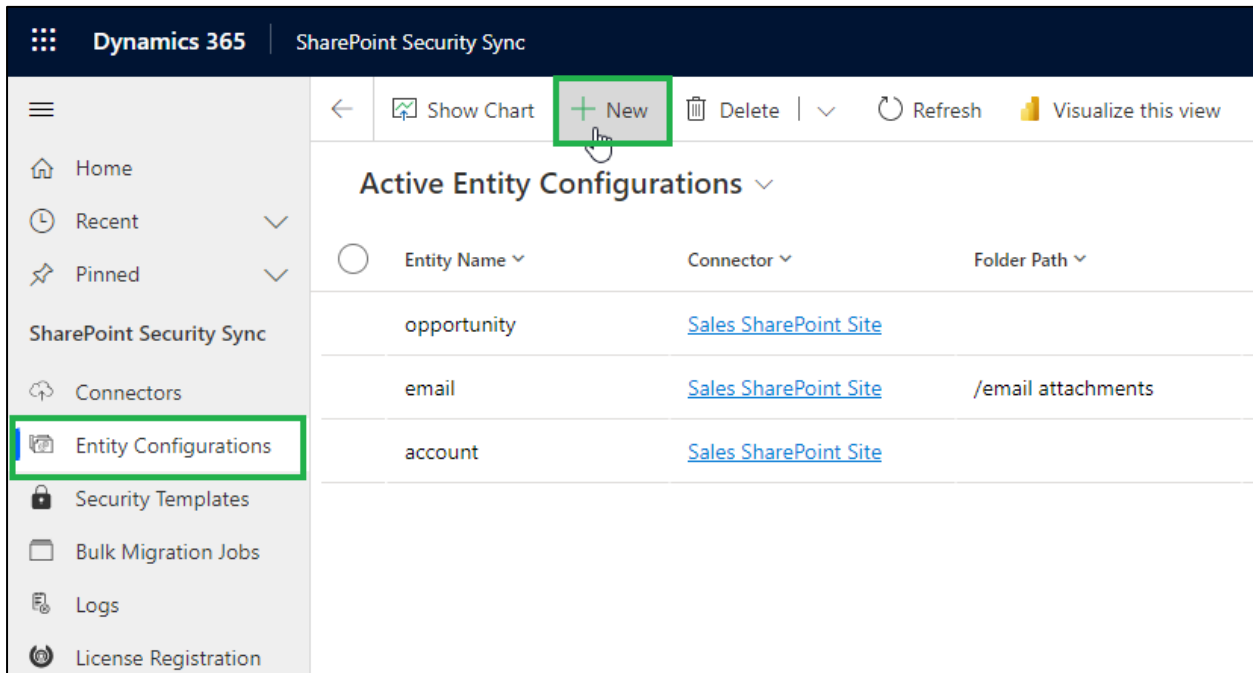 Dynamics 365 SharePoint Security Sync
Show Chart New Delete Refresh Visualize this view
Home
Recent
Pinned
SharePoint Security Sync
Connectors
Entity Configurations
Security Templates
Bulk Migration Jobs
Logs
License Registration
Active Entity Configurations
Entity Name Connector Folder Path
opportunity Sales SharePoint Site
email Sales SharePoint Site /email attachments
account Sales SharePoint Site